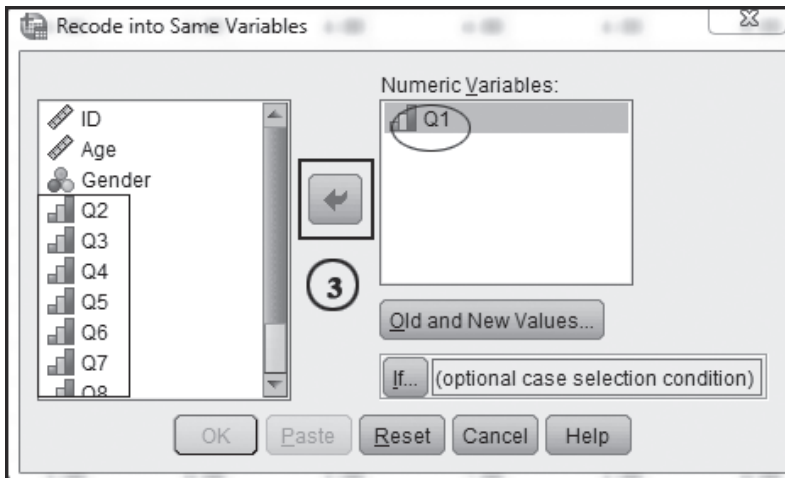 Recode into Same Variables
ID
Age
Gender
Q2
Q3
Q4
Q5
Q6
Q7
Q8
3
Numeric Variables:
Q1
Old and New Values...
If... (optional case selection condition)
OK Paste Reset Cancel Help